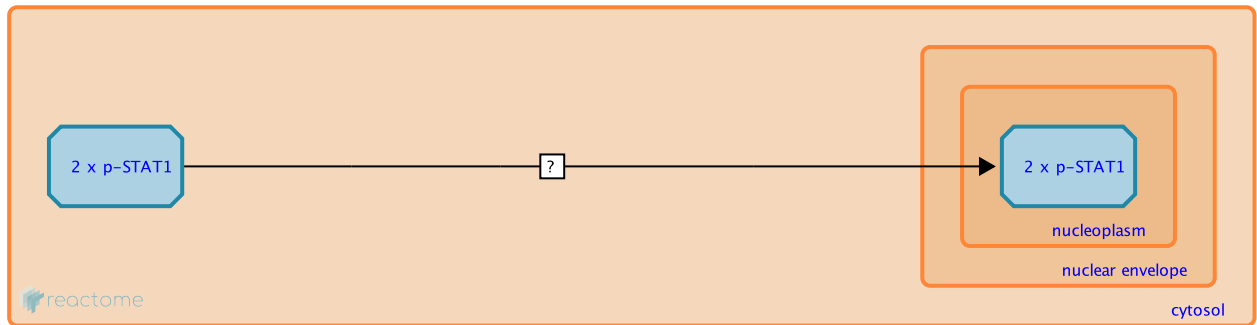 2 x p-STAT1
?
2 x p-STAT1
nucleoplasm
nuclear envelope
reactome
cytosol